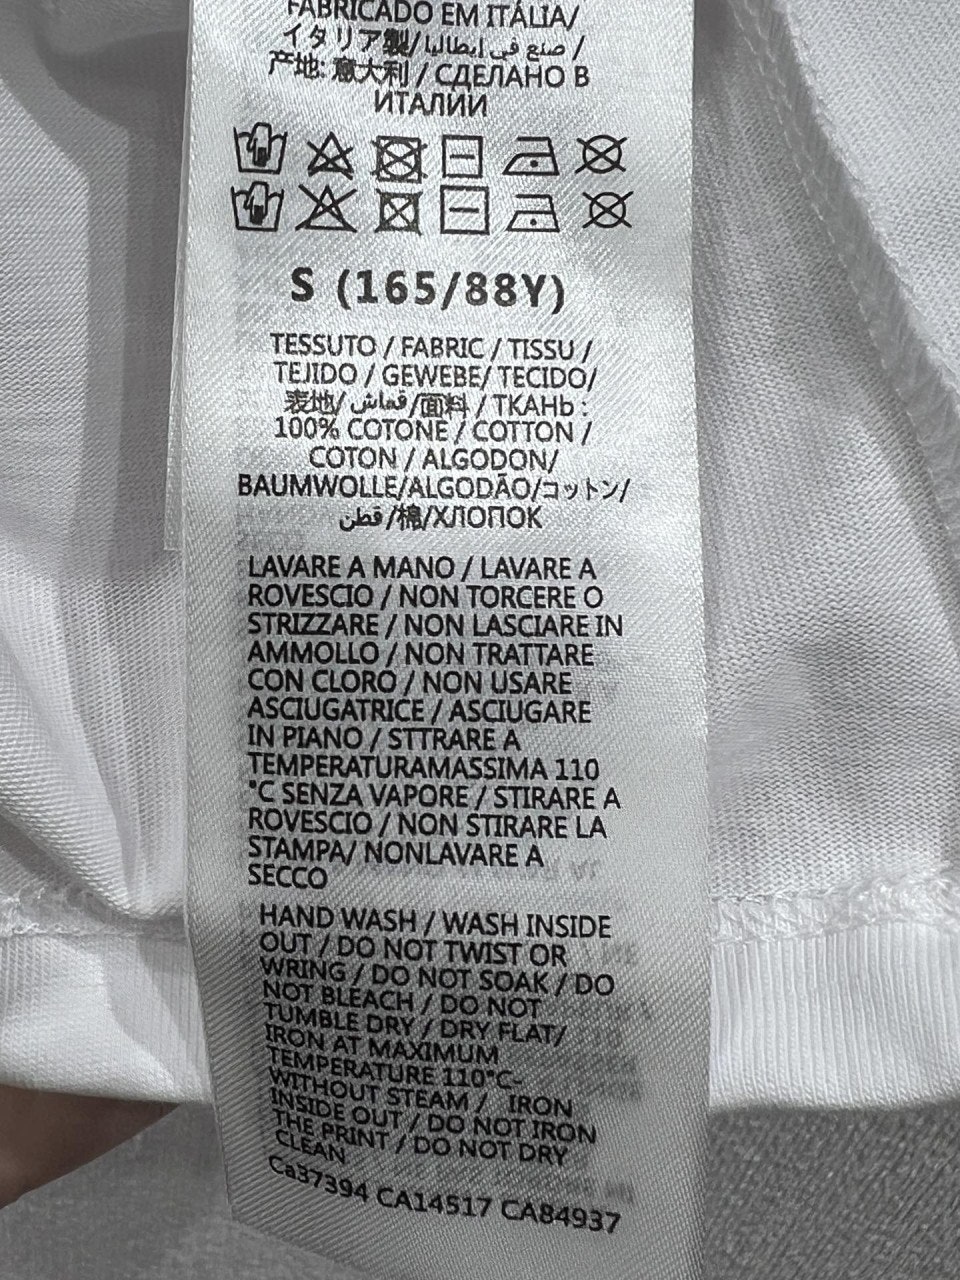 FABRICADO EM ITÁLIA/
イタリア製/صنع في إيطاليا /
产地: 意大利 / СДЕЛАНО В
ИТАЛИИ
S (165/88Y)
TESSUTO / FABRIC / TISSU /
TEJIDO / GEWEBE/ TECIDO/
表地/ قماش/面料 / ТКАНЬ :
100% COTONE / COTTON /
COTON / ALGODON/
BAUMWOLLE/ALGODÃO/コットン/
قطن /棉/ХЛОПОК
LAVARE A MANO / LAVARE A
ROVESCIO / NON TORCERE O
STRIZZARE / NON LASCIARE IN
AMMOLLO / NON TRATTARE
CON CLORO / NON USARE
ASCIUGATRICE / ASCIUGARE
IN PIANO / STTRARE A
TEMPERATURAMASSIMA 110
°C SENZA VAPORE / STIRARE A
ROVESCIO / NON STIRARE LA
STAMPA/ NONLAVARE A
SECCO
HAND WASH / WASH INSIDE
OUT / DO NOT TWIST OR
WRING / DO NOT SOAK / DO
NOT BLEACH / DO NOT
TUMBLE DRY / DRY FLAT/
IRON AT MAXIMUM
TEMPERATURE 110°C-
WITHOUT STEAM / IRON
INSIDE OUT / DO NOT IRON
THE PRINT / DO NOT DRY
CLEAN
Ca37394 CA14517 CA84937